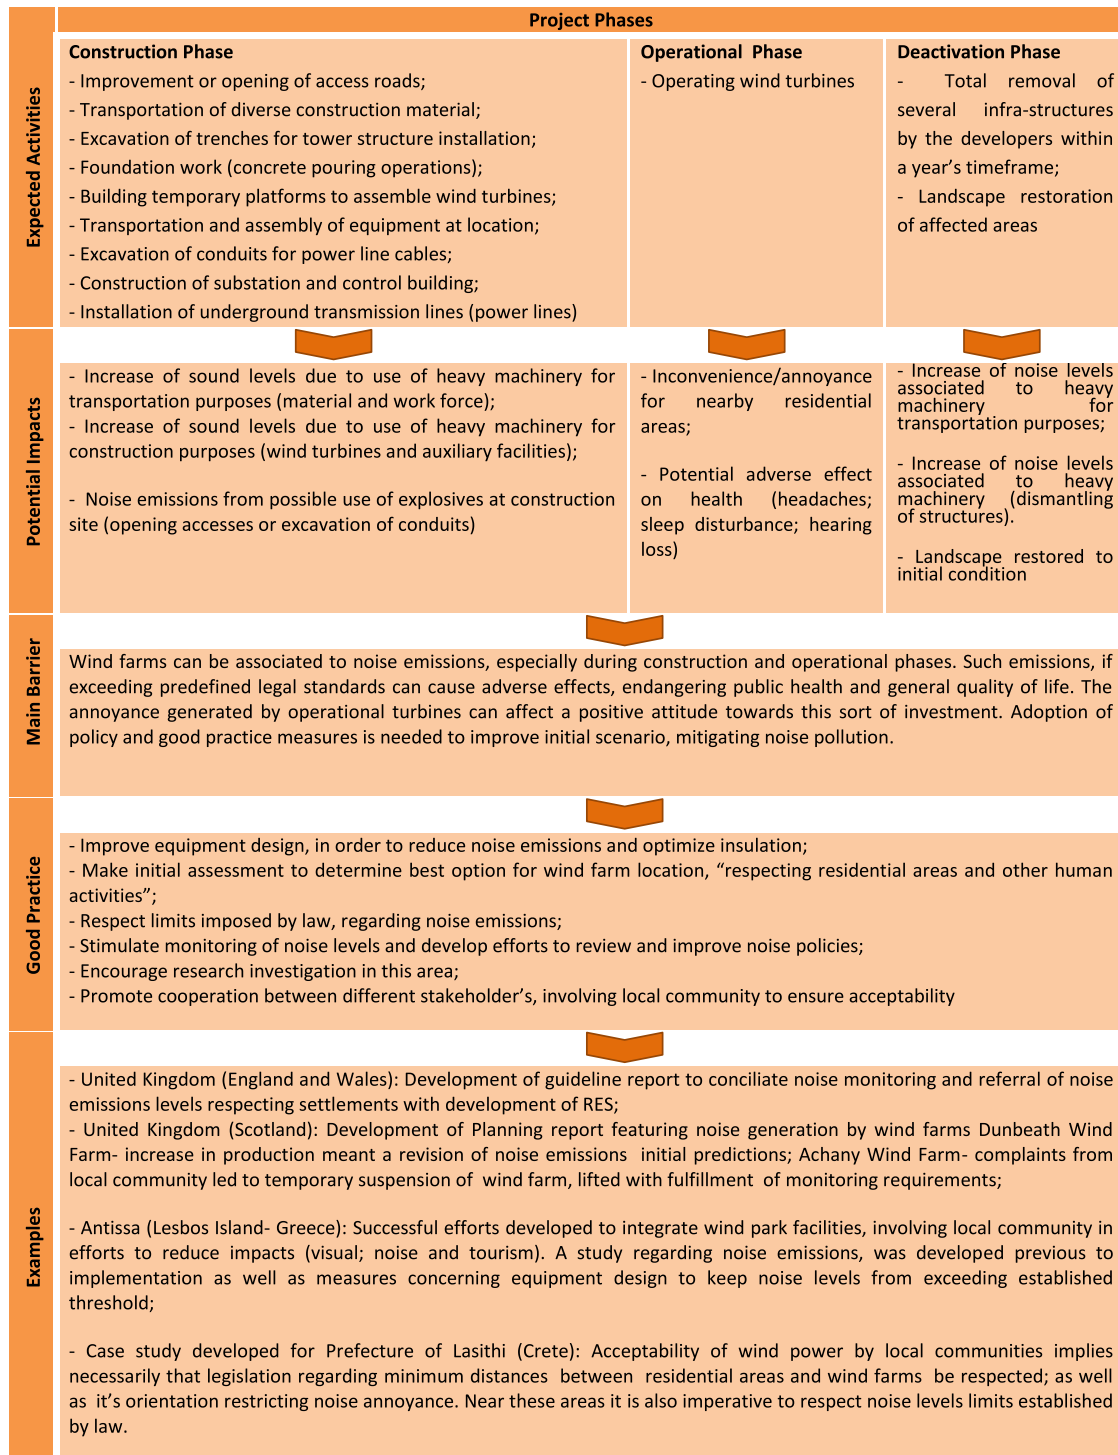 Project Phases
Expected Activities
Construction Phase
- Improvement or opening of access roads;
- Transportation of diverse construction material;
- Excavation of trenches for tower structure installation;
- Foundation work (concrete pouring operations);
- Building temporary platforms to assemble wind turbines;
- Transportation and assembly of equipment at location;
- Excavation of conduits for power line cables;
- Construction of substation and control building;
- Installation of underground transmission lines (power lines)
Operational Phase
- Operating wind turbines
Deactivation Phase
- Total removal of
several infra-structures
by the developers within
a year’s timeframe;
- Landscape restoration
of affected areas
Potential Impacts
- Increase of sound levels due to use of heavy machinery for
transportation purposes (material and work force);
- Increase of sound levels due to use of heavy machinery for
construction purposes (wind turbines and auxiliary facilities);
- Noise emissions from possible use of explosives at construction
site (opening accesses or excavation of conduits)
- Inconvenience/annoyance
for nearby residential
areas;
- Potential adverse effect
on health (headaches;
sleep disturbance; hearing
loss)
- Increase of noise levels
associated to heavy
machinery for
transportation purposes;
- Increase of noise levels
associated to heavy
machinery (dismantling
of structures).
- Landscape restored to
initial condition
Main Barrier
Wind farms can be associated to noise emissions, especially during construction and operational phases. Such emissions, if
exceeding predefined legal standards can cause adverse effects, endangering public health and general quality of life. The
annoyance generated by operational turbines can affect a positive attitude towards this sort of investment. Adoption of
policy and good practice measures is needed to improve initial scenario, mitigating noise pollution.
Good Practice
- Improve equipment design, in order to reduce noise emissions and optimize insulation;
- Make initial assessment to determine best option for wind farm location, “respecting residential areas and other human
activities”;
- Respect limits imposed by law, regarding noise emissions;
- Stimulate monitoring of noise levels and develop efforts to review and improve noise policies;
- Encourage research investigation in this area;
- Promote cooperation between different stakeholder’s, involving local community to ensure acceptability
Examples
- United Kingdom (England and Wales): Development of guideline report to conciliate noise monitoring and referral of noise
emissions levels respecting settlements with development of RES;
- United Kingdom (Scotland): Development of Planning report featuring noise generation by wind farms Dunbeath Wind
Farm- increase in production meant a revision of noise emissions initial predictions; Achany Wind Farm- complaints from
local community led to temporary suspension of wind farm, lifted with fulfillment of monitoring requirements;
- Antissa (Lesbos Island- Greece): Successful efforts developed to integrate wind park facilities, involving local community in
efforts to reduce impacts (visual; noise and tourism). A study regarding noise emissions, was developed previous to
implementation as well as measures concerning equipment design to keep noise levels from exceeding established
threshold;
- Case study developed for Prefecture of Lasithi (Crete): Acceptability of wind power by local communities implies
necessarily that legislation regarding minimum distances between residential areas and wind farms be respected; as well
as it’s orientation restricting noise annoyance. Near these areas it is also imperative to respect noise levels limits established
by law.